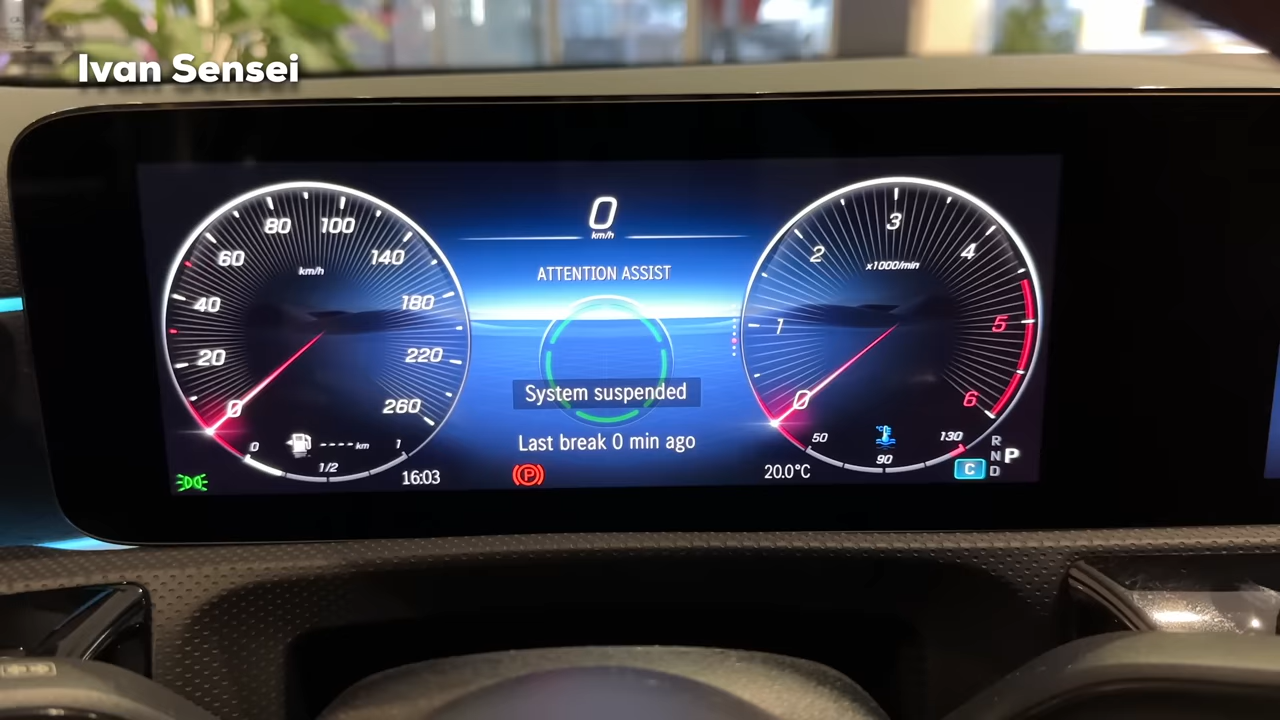 Ivan Sensei
0
km/h
ATTENTION ASSIST
System suspended
Last break 0 min ago
0
20
40
60
80
100
140
180
220
260
km/h
0
1/2
1
----km
16:03
P
0
1
2
3
4
5
6
x1000/min
50
90
130
°C
20.0°C
C
R
N
D
P